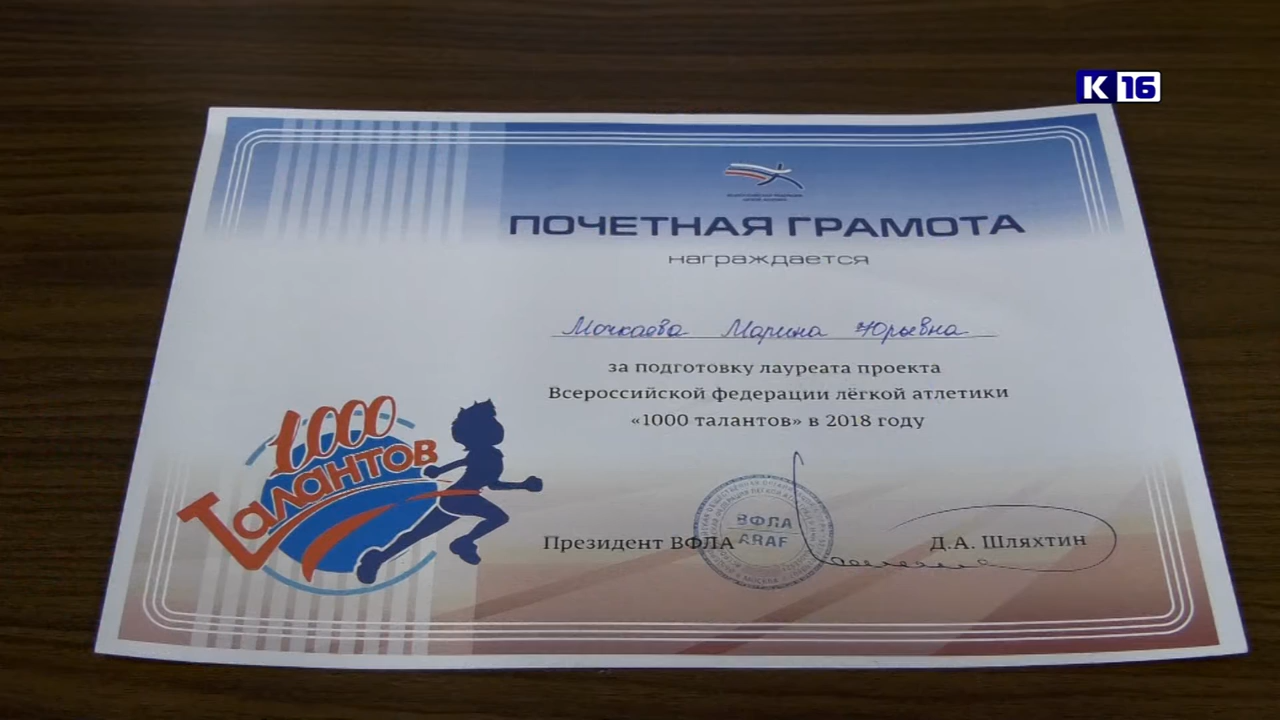 К 16
ПОЧЕТНАЯ ГРАМОТА
награждается
Мочкаева Марина Юрьевна
за подготовку лауреата проекта
Всероссийской федерации лёгкой атлетики
«1000 талантов» в 2018 году
1000
Талантов
ВФЛА
ARAF
Президент ВФЛА
Д.А. Шляхтин